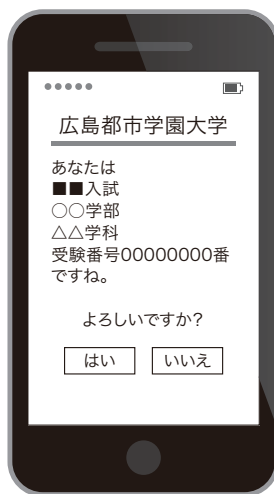 広島都市学園大学
あなたは
■■入試
○○学部
△△学科
受験番号00000000番
ですね。
よろしいですか？
はい
いいえ